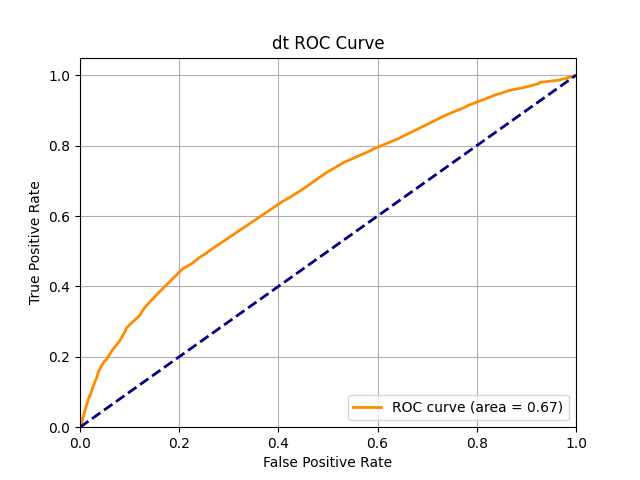 dt ROC Curve
True Positive Rate
1.0
0.8
0.6
0.4
0.2
0.0
ROC curve (area = 0.67)
0.0 0.2 0.4 0.6 0.8 1.0
False Positive Rate